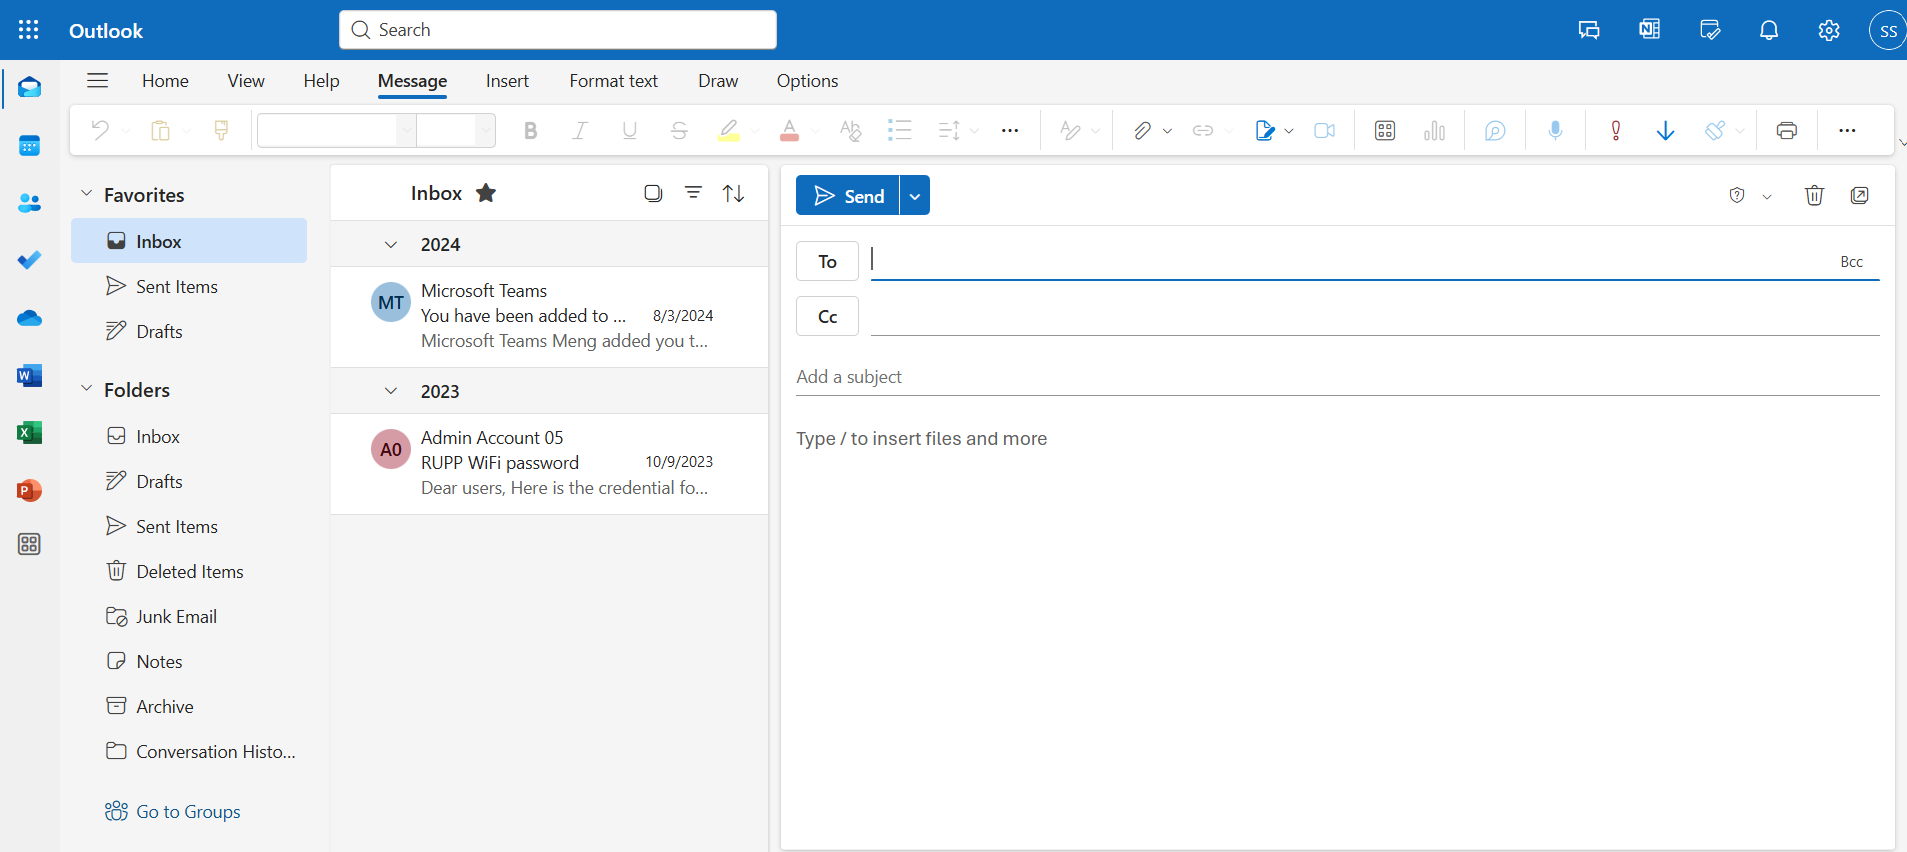 Outlook
Search
SS
Home View Help Message Insert Format text Draw Options
Favorites
Inbox
Sent Items
Drafts
Folders
Inbox
Drafts
Sent Items
Deleted Items
Junk Email
Notes
Archive
Conversation Histo...
Go to Groups
Inbox
2024
MT
Microsoft Teams
You have been added to ... 8/3/2024
Microsoft Teams Meng added you t...
2023
A0
Admin Account 05
RUPP WiFi password 10/9/2023
Dear users, Here is the credential fo...
Send
To
Bcc
Cc
Add a subject
Type / to insert files and more